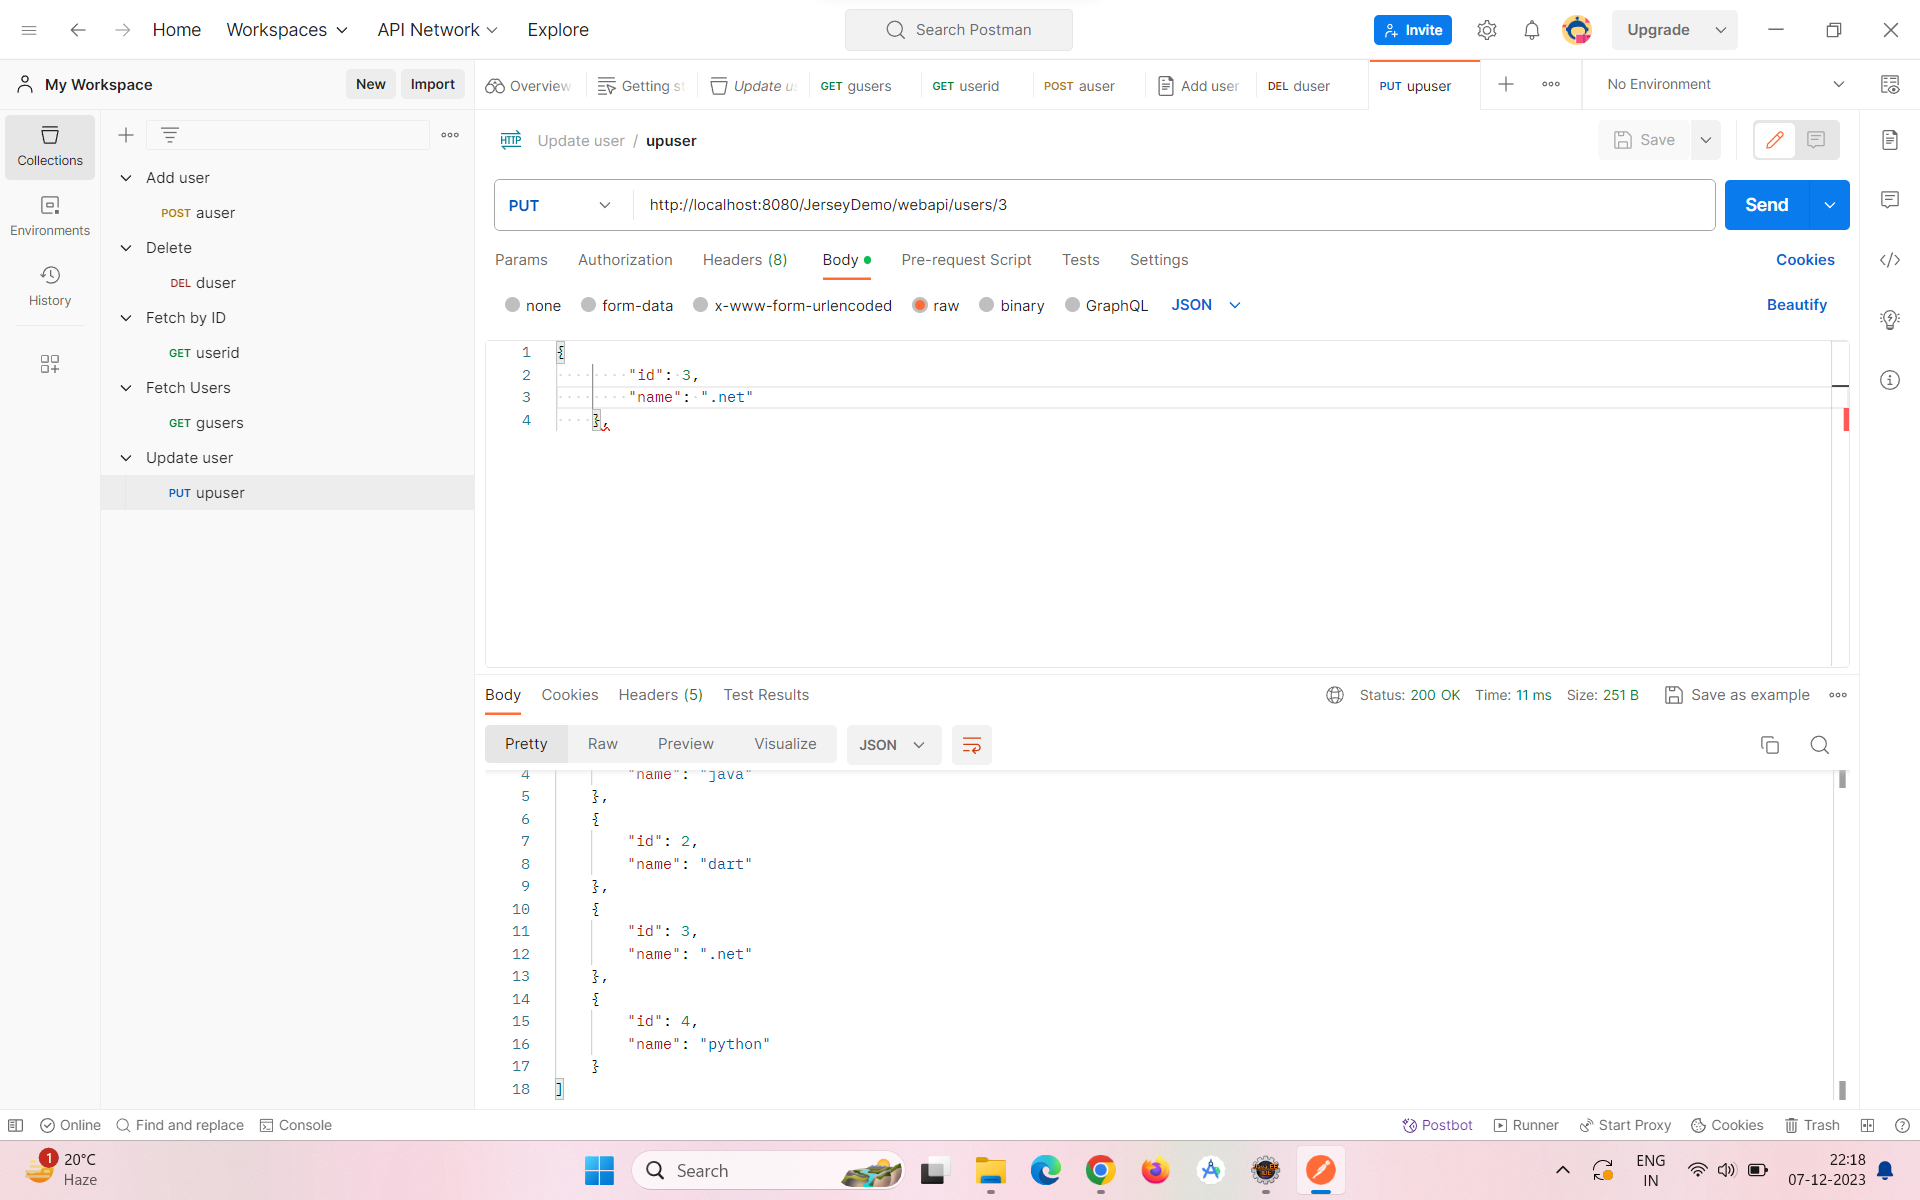 Home
Workspaces
API Network
Explore
Search Postman
Invite
Upgrade
My Workspace
New
Import
Overview
Getting st
Update u
GET gusers
GET userid
POST auser
Add user
DEL duser
PUT upuser
No Environment
Collections
Environments
History
Add user
POST auser
Delete
DEL duser
Fetch by ID
GET userid
Fetch Users
GET gusers
Update user
PUT upuser
HTTP
Update user / upuser
Save
PUT
http://localhost:8080/JerseyDemo/webapi/users/3
Send
Params
Authorization
Headers (8)
Body
Pre-request Script
Tests
Settings
Cookies
none
form-data
x-www-form-urlencoded
raw
binary
GraphQL
JSON
Beautify
1 {
2 "id": 3,
3 "name": ".net"
4 },
Body
Cookies
Headers (5)
Test Results
Status: 200 OK
Time: 11 ms
Size: 251 B
Save as example
Pretty
Raw
Preview
Visualize
JSON
4 "name": "java"
5 },
6 {
7 "id": 2,
8 "name": "dart"
9 },
10 {
11 "id": 3,
12 "name": ".net"
13 },
14 {
15 "id": 4,
16 "name": "python"
17 }
18 ]
Online
Find and replace
Console
Postbot
Runner
Start Proxy
Cookies
Trash
1
20°C
Haze
Search
ENG
IN
22:18
07-12-2023